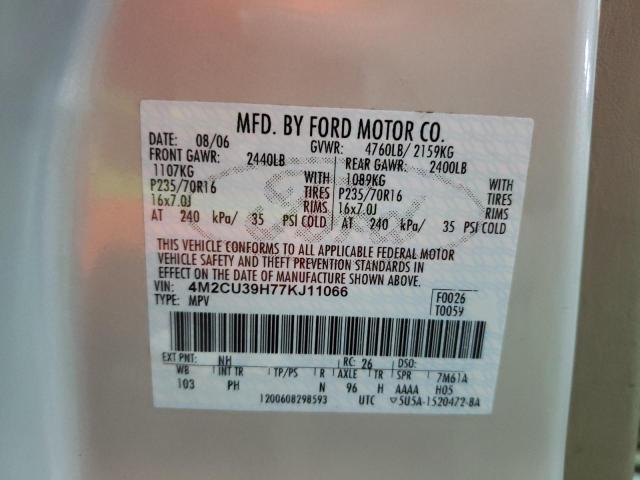 MFD. BY FORD MOTOR CO.
DATE: 08/06 GVWR: 4760LB/ 2159KG
FRONT GAWR: 2440LB REAR GAWR: 2400LB
1107KG WITH 1089KG WITH
P235/70R16 TIRES P235/70R16 TIRES
16x7.0J RIMS 16x7.0J RIMS
AT 240 kPa/ 35 PSI COLD AT 240 kPa/ 35 PSI COLD
THIS VEHICLE CONFORMS TO ALL APPLICABLE FEDERAL MOTOR
VEHICLE SAFETY AND THEFT PREVENTION STANDARDS IN
EFFECT ON THE DATE OF MANUFACTURE SHOWN ABOVE.
VIN: 4M2CU39H77KJ11066 F0026
TYPE: MPV T0059
EXT PNT: NH RC: 26 DSO:
WB INT TR TP/PS R AXLE TR SPR 7M61A
103 PH N 96 H AAAA H05
1200608298593 UTC ▽5U5A-1520472-BA